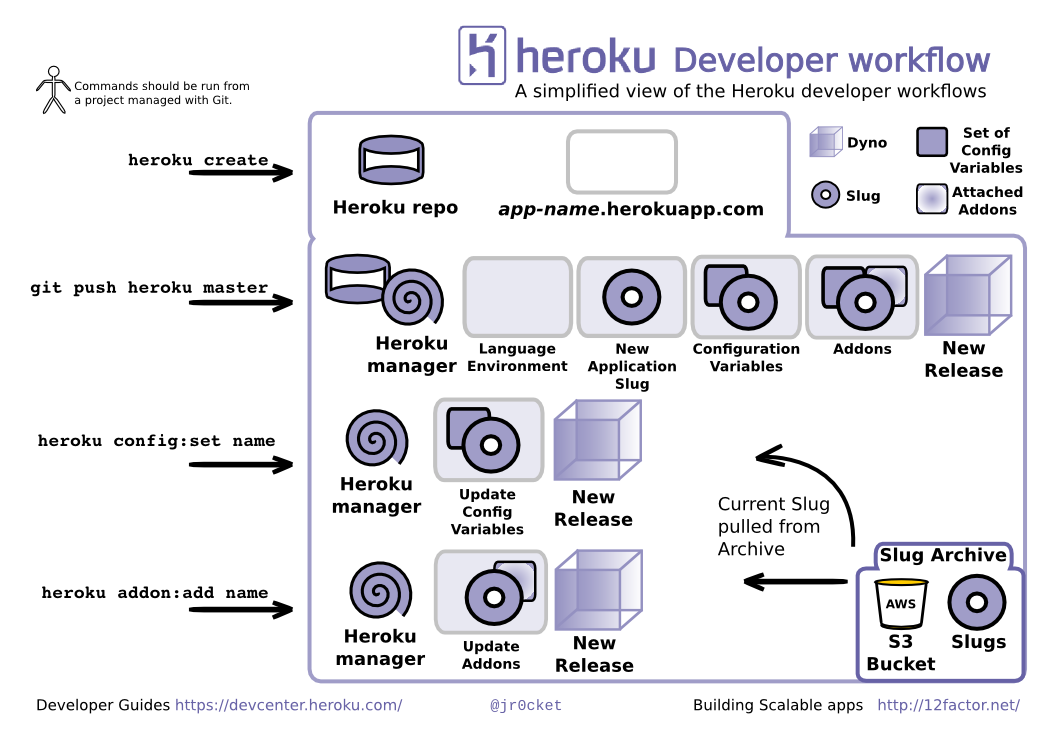 heroku Developer workflow
A simplified view of the Heroku developer workflows
Commands should be run from
a project managed with Git.
heroku create
Heroku repo
app-name.herokuapp.com
Dyno
Set of
Config
Variables
Slug
Attached
Addons
git push heroku master
Heroku
manager
Language
Environment
New
Application
Slug
Configuration
Variables
Addons
New
Release
heroku config:set name
Heroku
manager
Update
Config
Variables
New
Release
Current Slug
pulled from
Archive
heroku addon:add name
Heroku
manager
Update
Addons
New
Release
Slug Archive
AWS
S3
Bucket
Slugs
Developer Guides https://devcenter.heroku.com/
@jr0cket
Building Scalable apps http://12factor.net/